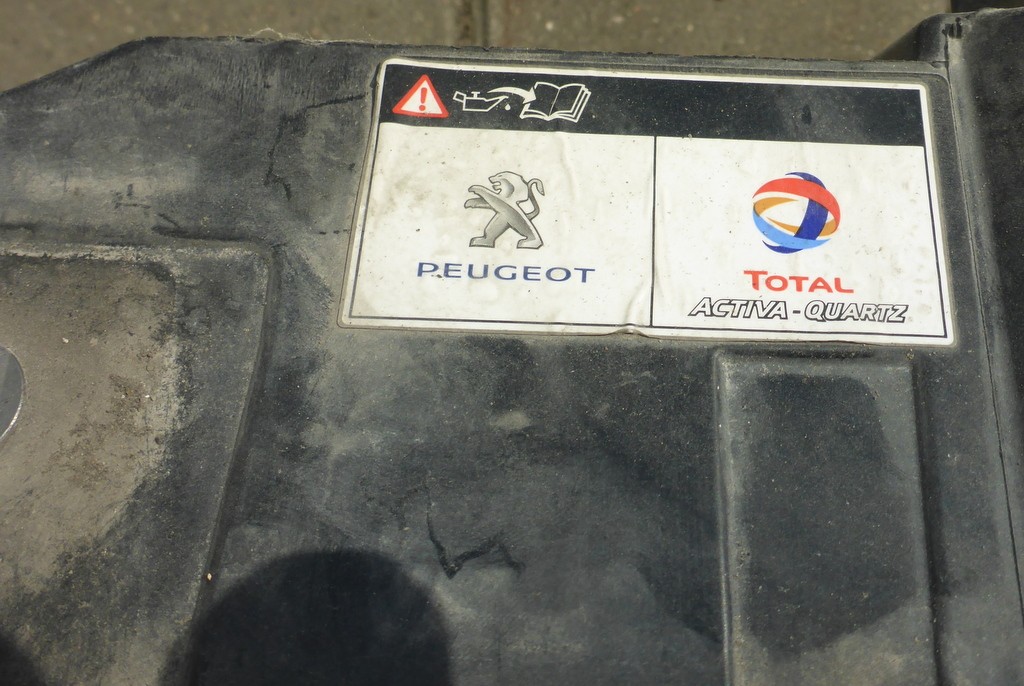 PEUGEOT
TOTAL
ACTIVA - QUARTZ